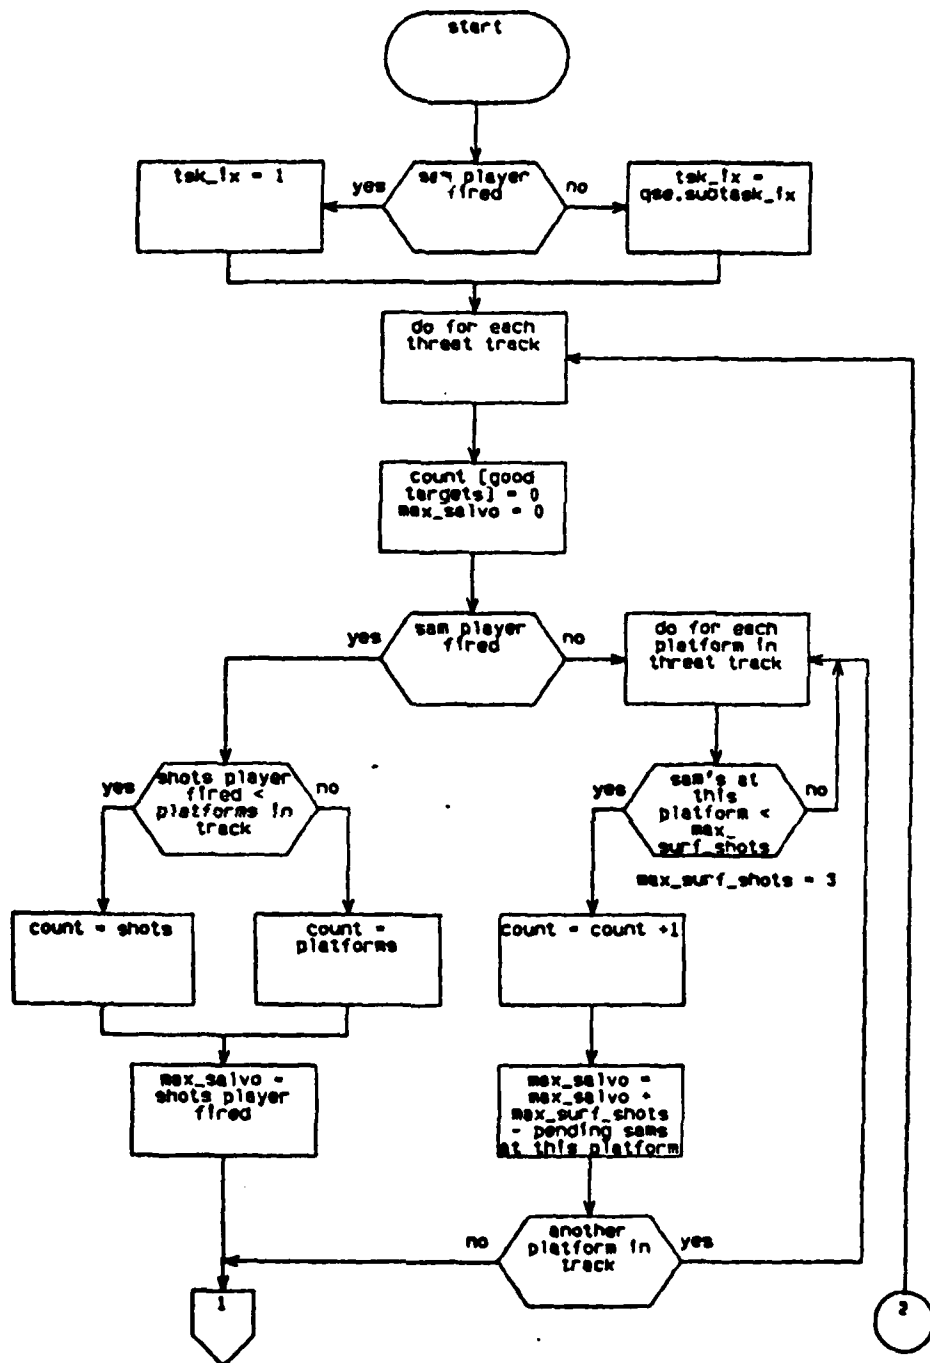 start
tsk_ix = 1
yes
sam player
fired
no
tsk_ix =
qse.subtask_ix
do for each
threat track
count [good
targets] = 0
max_salvo = 0
yes
sam player
fired
no
do for each
platform in
threat track
yes
shots player
fired <
platforms in
track
no
yes
sam's at
this
platform <
max_
surf_shots
no
max_surf_shots = 3
count = shots
count =
platforms
count = count +1
max_salvo =
shots player
fired
max_salvo =
max_salvo +
max_surf_shots
- pending sams
at this platform
no
another
platform in
track
yes
1
2